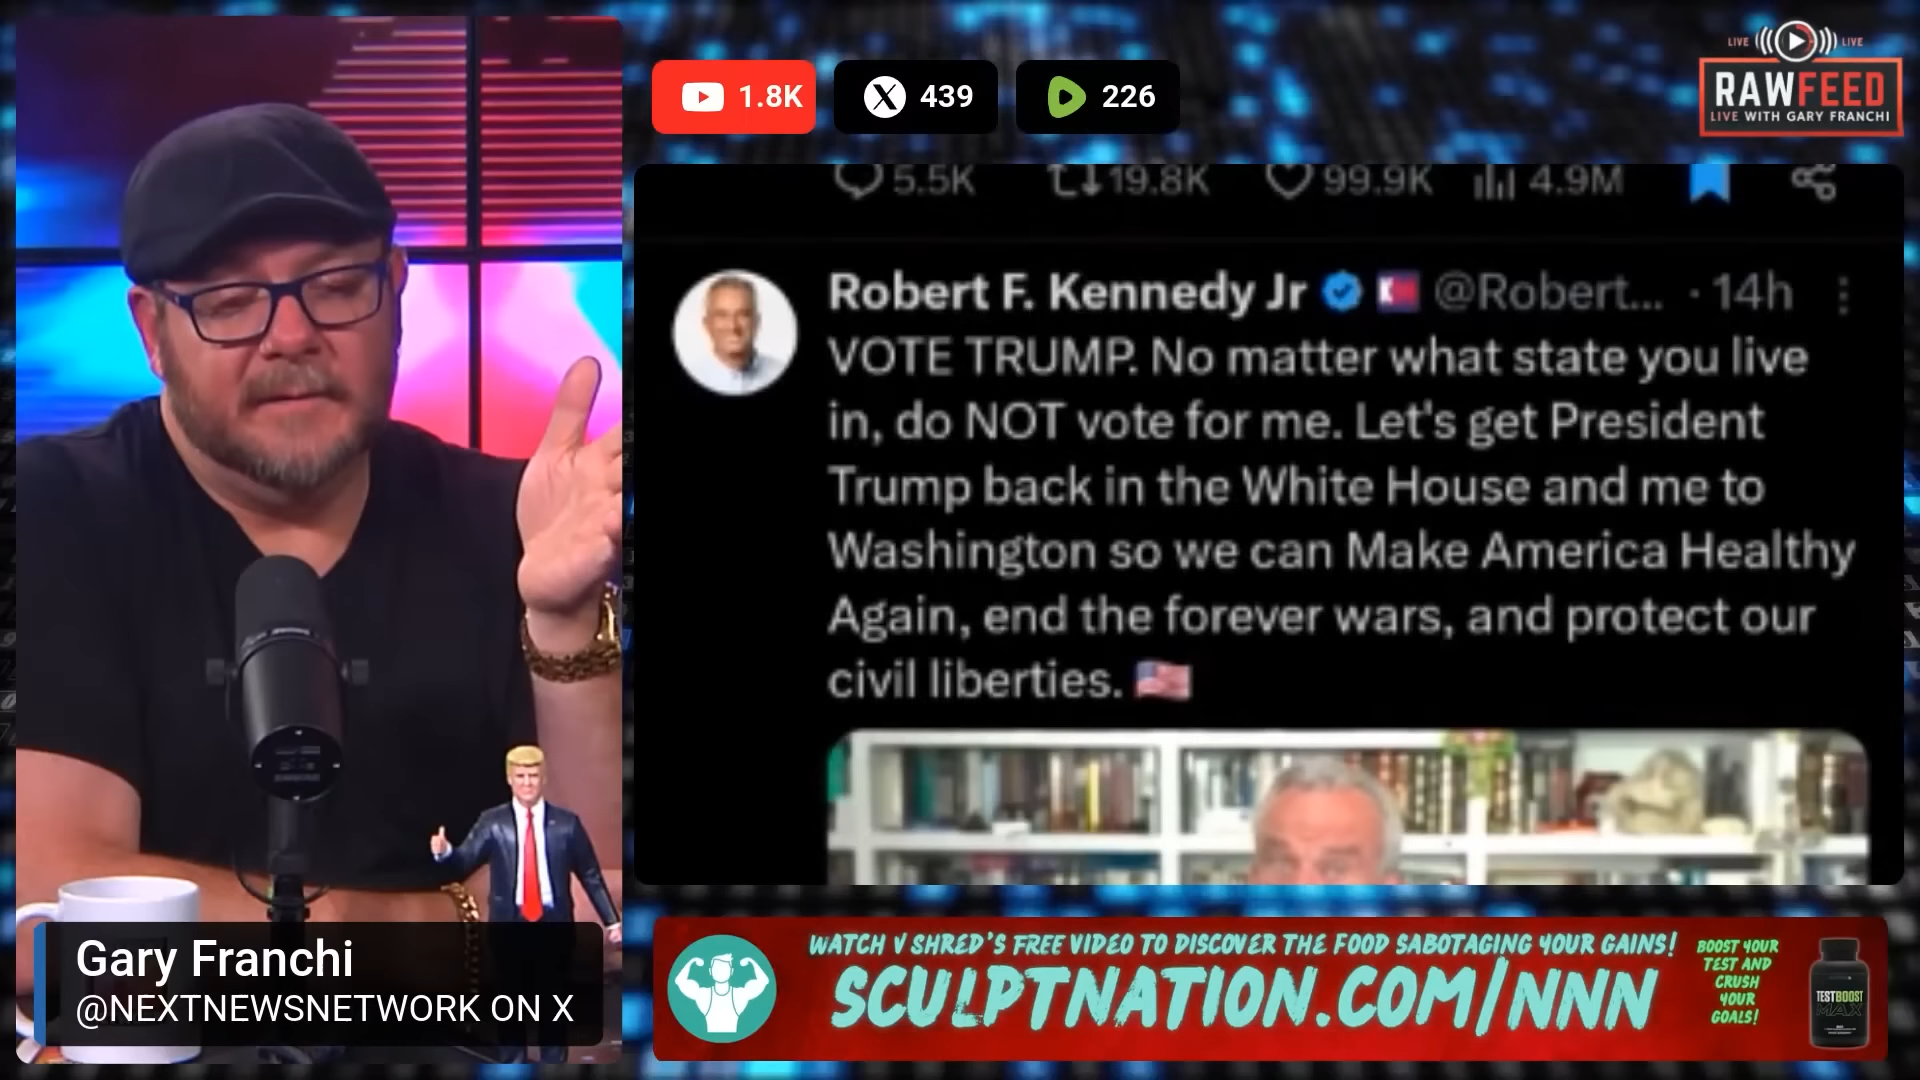 1.8K
439
226
LIVE
LIVE
RAWFEED
LIVE WITH GARY FRANCHI
5.5K
19.8K
99.9K
4.9M
Robert F. Kennedy Jr @Robert... · 14h
VOTE TRUMP. No matter what state you live
in, do NOT vote for me. Let's get President
Trump back in the White House and me to
Washington so we can Make America Healthy
Again, end the forever wars, and protect our
civil liberties.
Gary Franchi
@NEXTNEWSNETWORK ON X
WATCH V SHRED'S FREE VIDEO TO DISCOVER THE FOOD SABOTAGING YOUR GAINS!
SCULPTNATION.COM/NNN
BOOST YOUR
TEST AND
CRUSH
YOUR
GOALS!
TESTBOOST
MAX